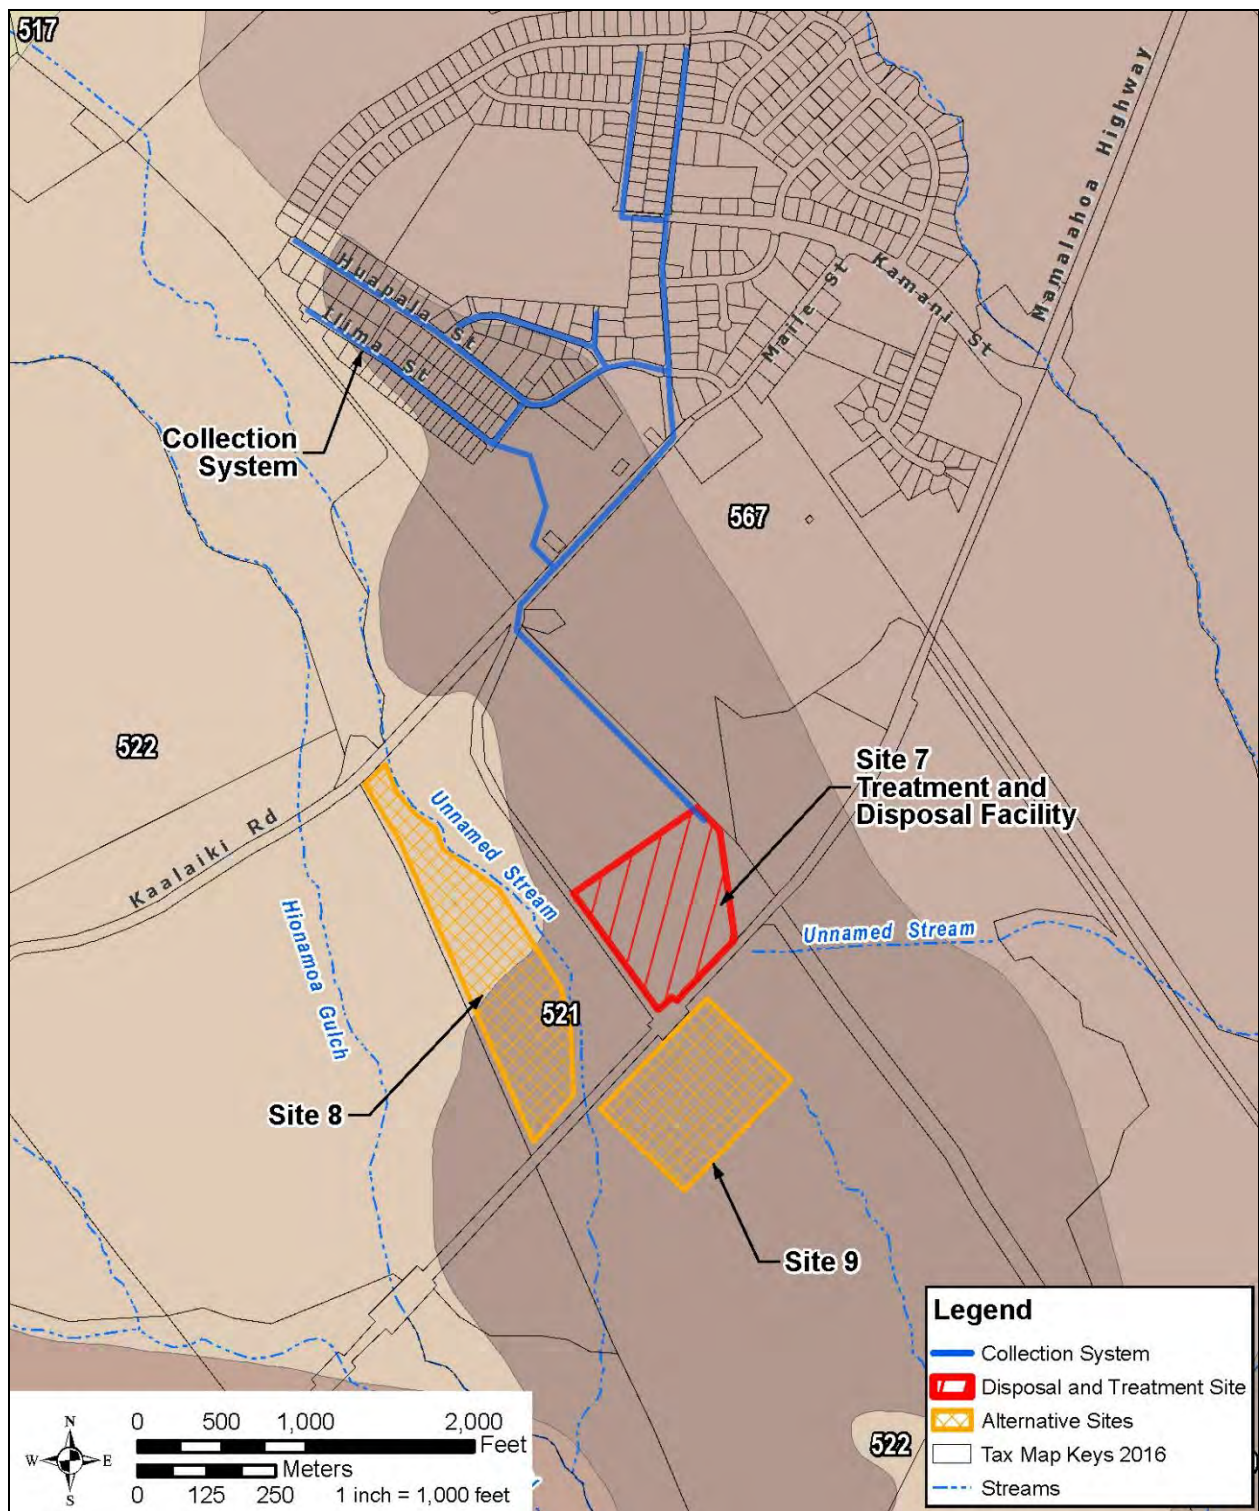 517
Mamalahoa Highway
Huapala St
Ilima St
Maile St
Kamani St
Collection
System
567
522
Site 7
Treatment and
Disposal Facility
Kaalaiki Rd
Unnamed Stream
Unnamed Stream
Hionamoa Gulch
521
Site 8
Site 9
522
Legend
Collection System
Disposal and Treatment Site
Alternative Sites
Tax Map Keys 2016
Streams
N
W E
S
0 500 1,000 2,000
Feet
Meters
0 125 250 1 inch = 1,000 feet